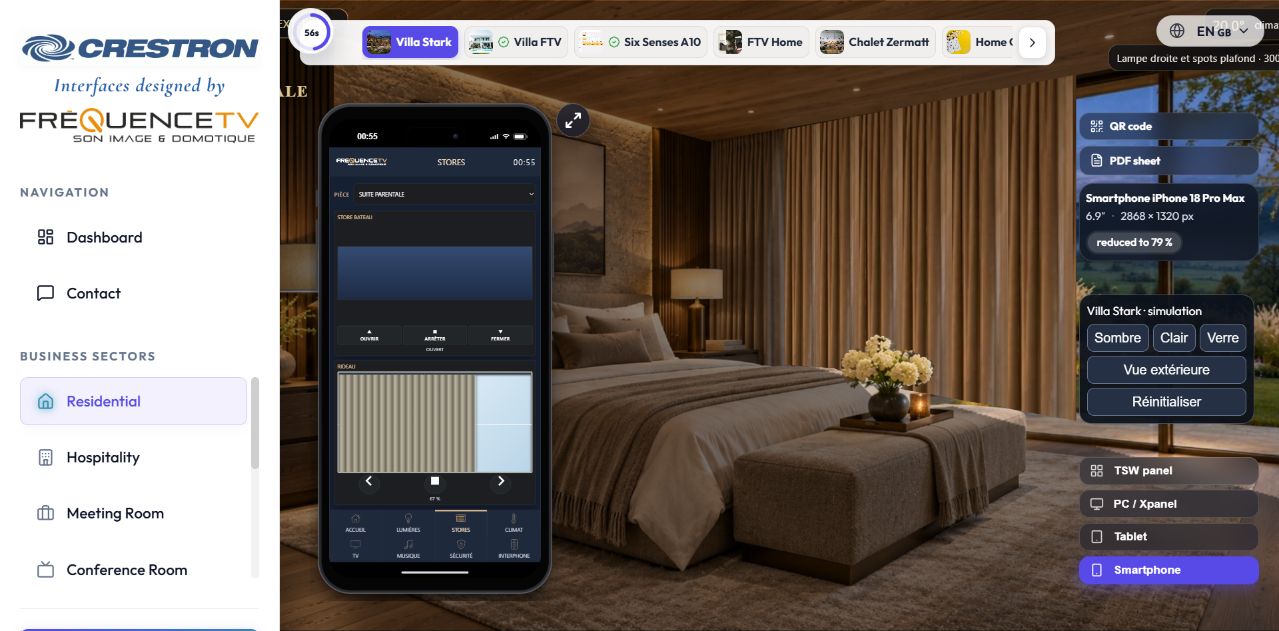 CRESTRON
Interfaces designed by
FRÉQUENCETV
SON IMAGE & DOMOTIQUE
NAVIGATION
Dashboard
Contact
BUSINESS SECTORS
Residential
Hospitality
Meeting Room
Conference Room
56s
Villa Stark
Villa FTV
Six Senses A10
FTV Home
Chalet Zermatt
Home
20.0°
EN GB
Lampe droite et spots plafond · 300
ALE
00:55
FRÉQUENCETV
STORES
00:55
PIÈCE
SUITE PARENTALE
STORE BATEAU
OUVRIR
ARRÊTER
FERMER
OUVERT
RIDEAU
67 %
ACCUEIL
LUMIÈRES
STORES
CLIMAT
TV
MUSIQUE
SÉCURITÉ
INTERPHONE
QR code
PDF sheet
Smartphone iPhone 18 Pro Max
6.9" · 2868 × 1320 px
reduced to 79 %
Villa Stark · simulation
Sombre
Clair
Verre
Vue extérieure
Réinitialiser
TSW panel
PC / Xpanel
Tablet
Smartphone